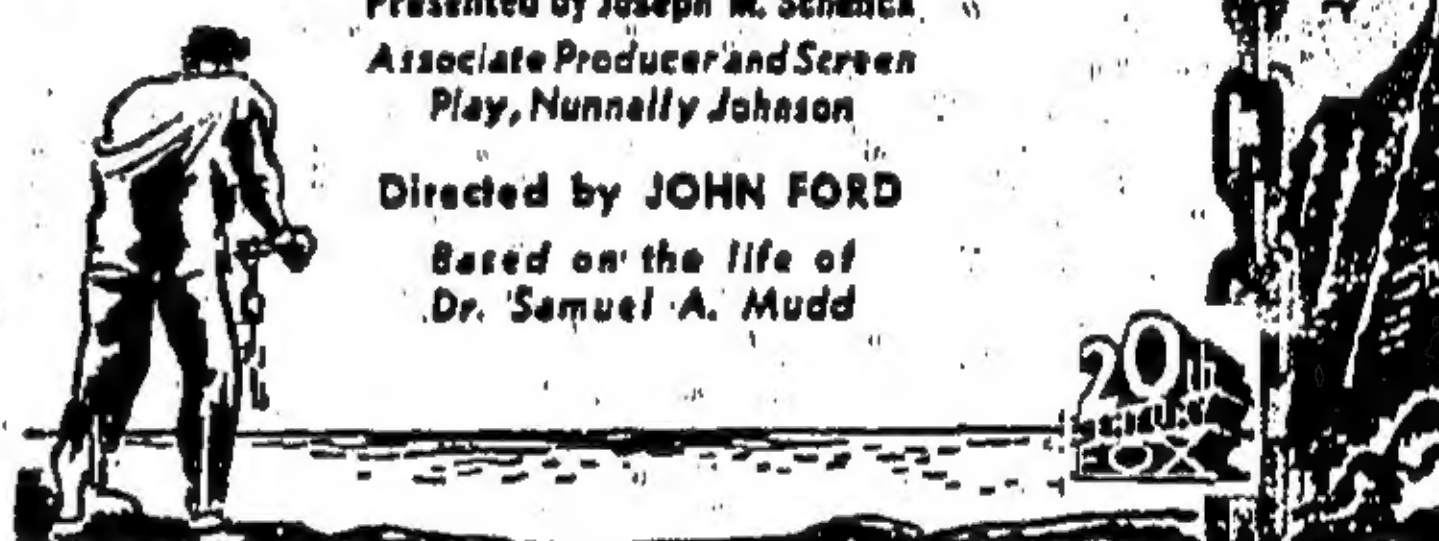 Presented by Joseph M. Schenck
Associate Producer and Screen
Play, Nunnally Johnson
Directed by JOHN FORD
Based on the life of
Dr. Samuel A. Mudd
20th
CENTURY
FOX